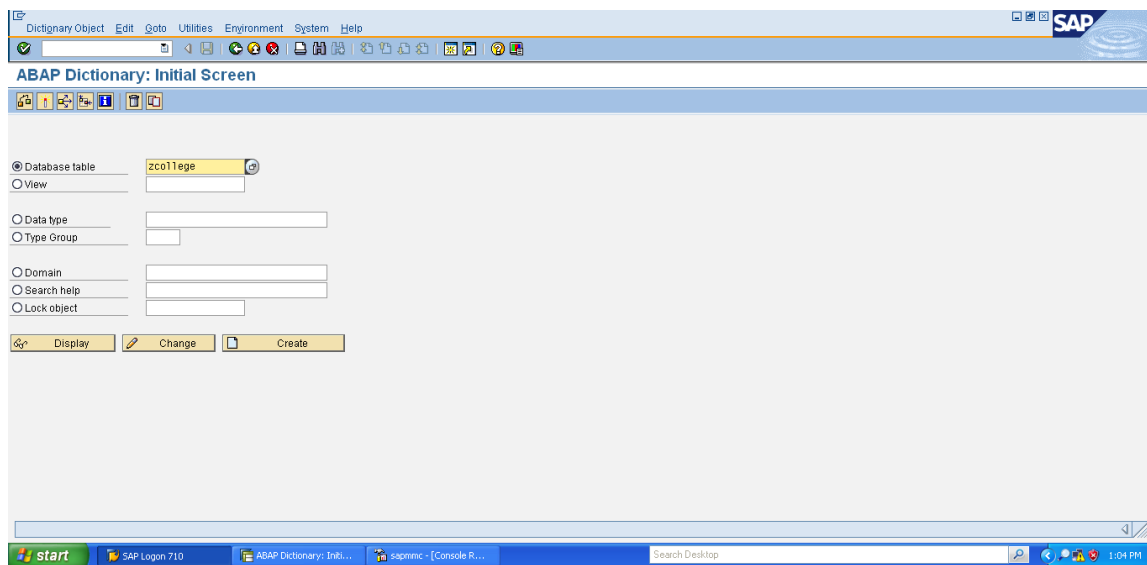 Dictionary Object Edit Goto Utilities Environment System Help
SAP
ABAP Dictionary: Initial Screen
Database table zcollege
View
Data type
Type Group
Domain
Search help
Lock object
Display Change Create
start SAP Logon 710 ABAP Dictionary: Initi... sapmmc - [Console R... Search Desktop 1:04 PM